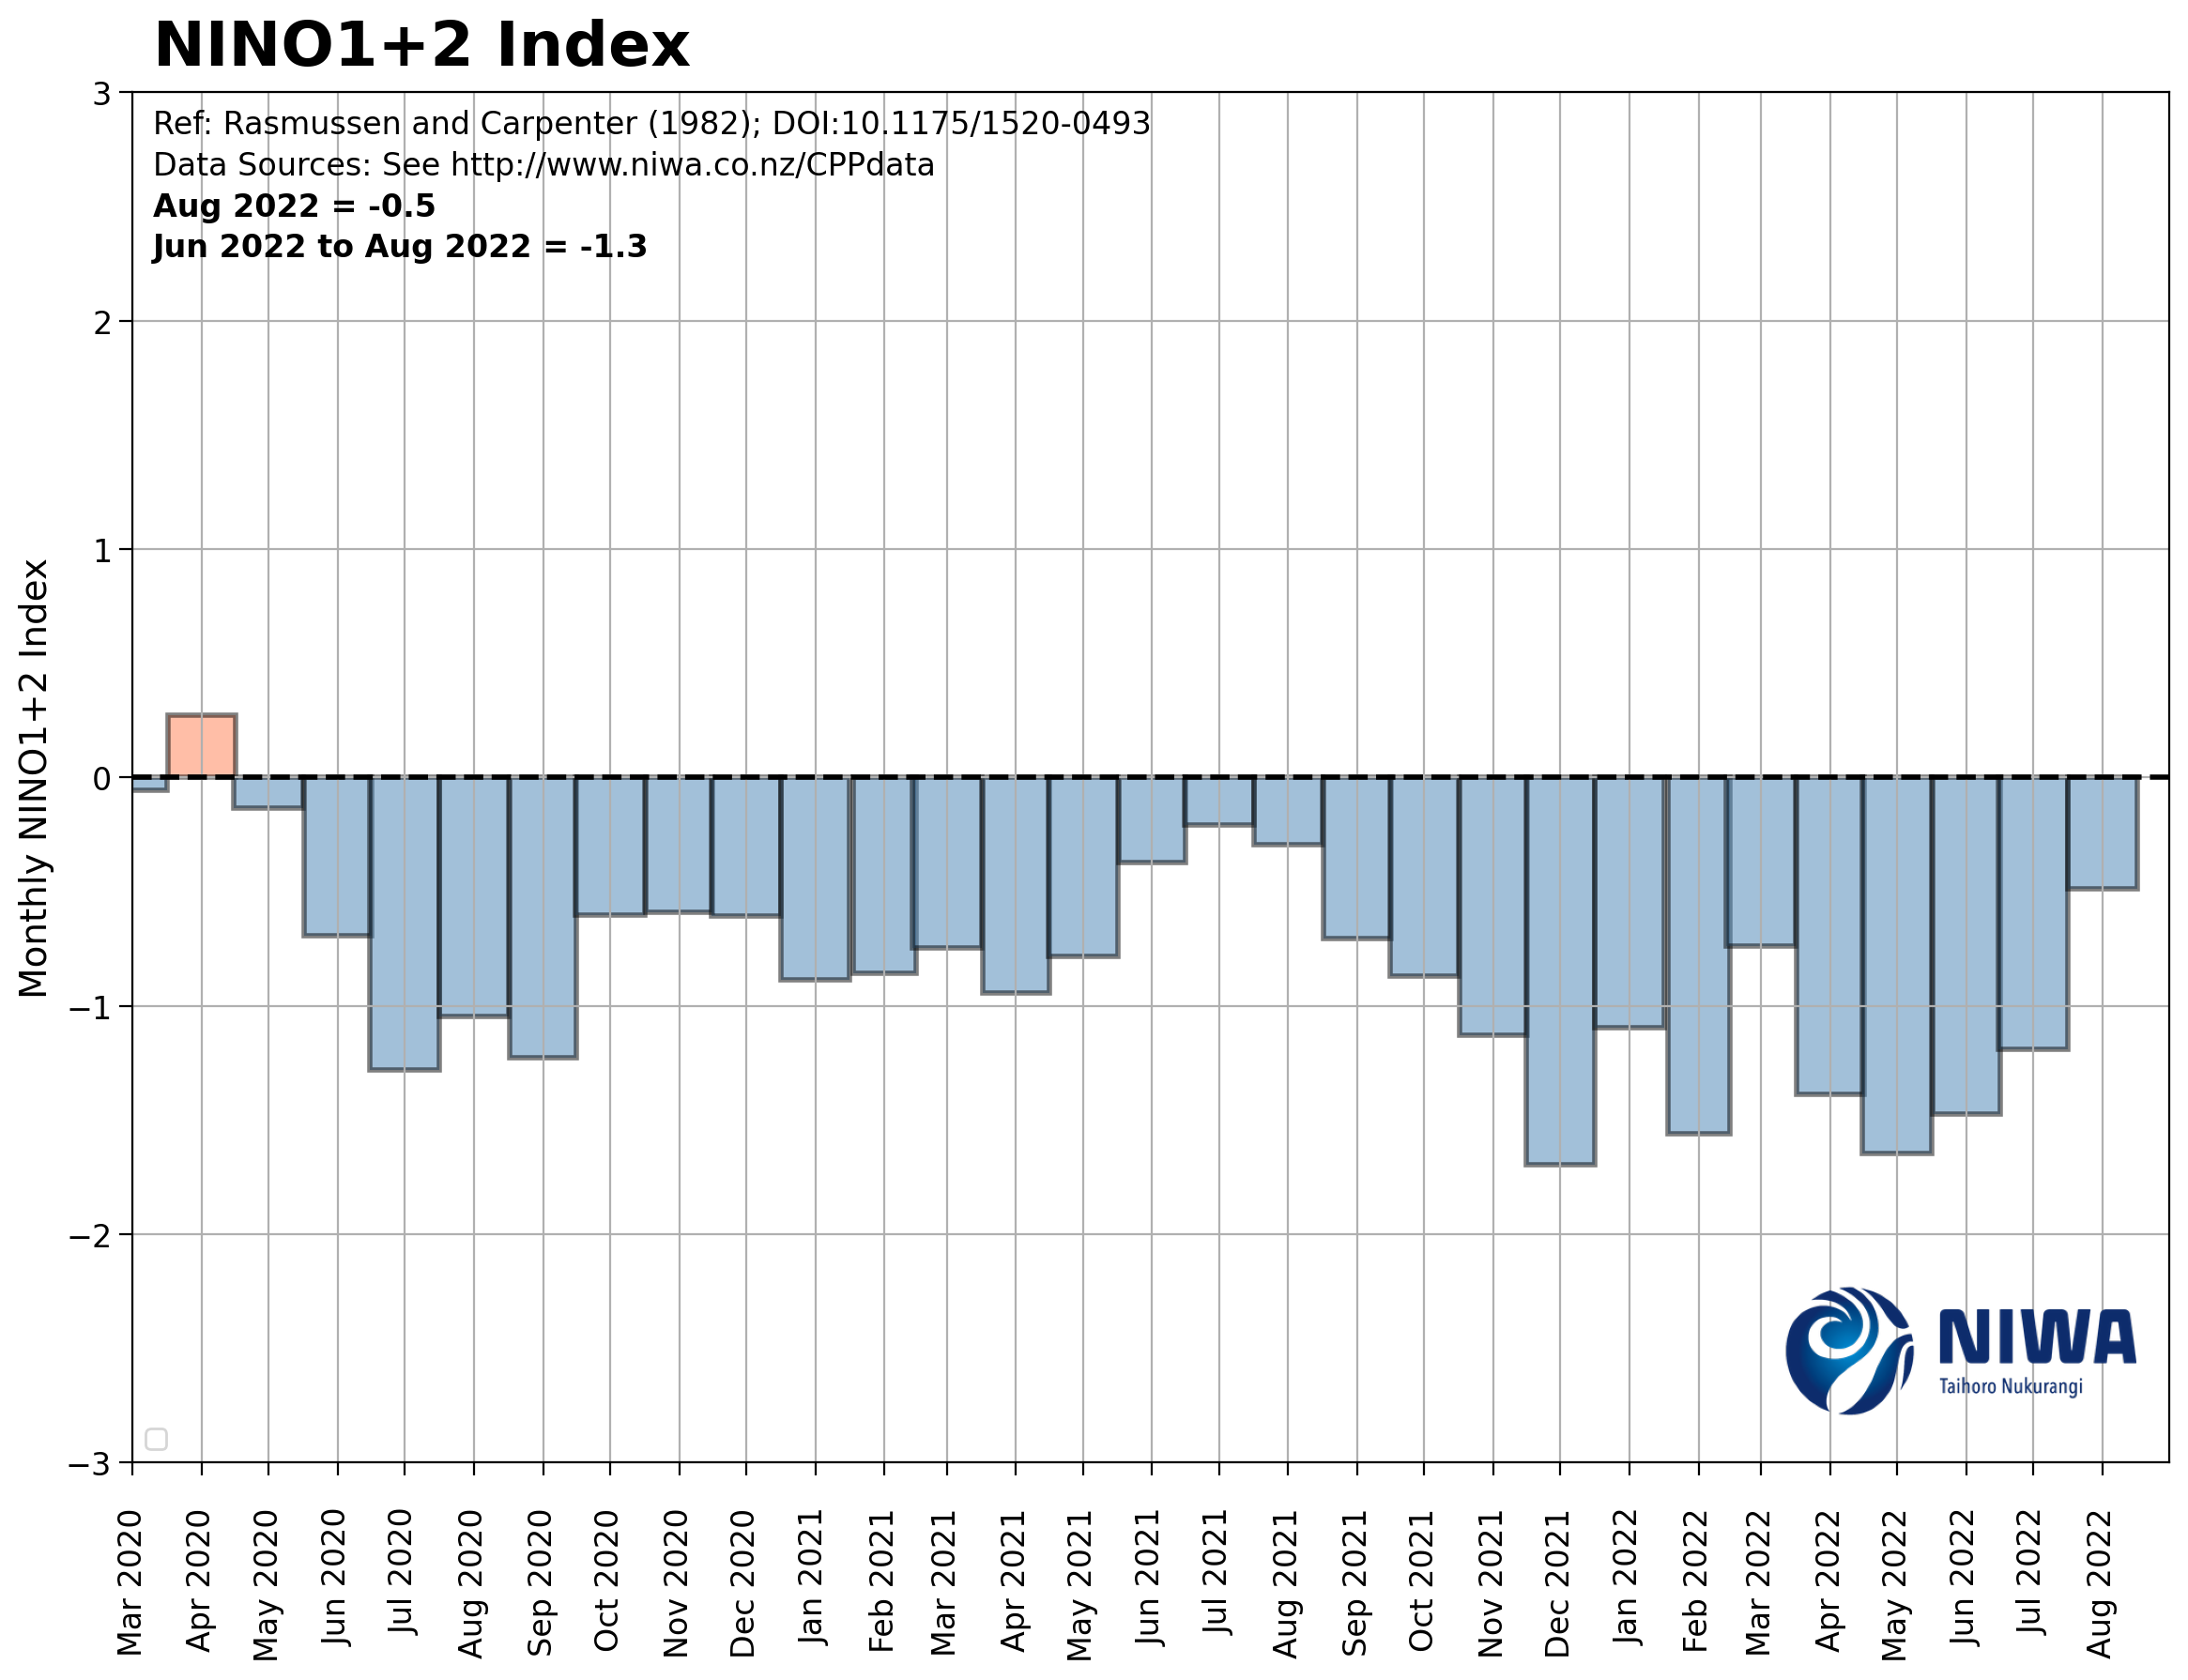 NINO1+2 Index
Ref: Rasmussen and Carpenter (1982); DOI:10.1175/1520-0493
Data Sources: See http://www.niwa.co.nz/CPPdata
Aug 2022 = -0.5
Jun 2022 to Aug 2022 = -1.3
Monthly NINO1+2 Index
3
2
1
0
−1
−2
−3
NIWA
Taihoro Nukurangi
Mar 2020
Apr 2020
May 2020
Jun 2020
Jul 2020
Aug 2020
Sep 2020
Oct 2020
Nov 2020
Dec 2020
Jan 2021
Feb 2021
Mar 2021
Apr 2021
May 2021
Jun 2021
Jul 2021
Aug 2021
Sep 2021
Oct 2021
Nov 2021
Dec 2021
Jan 2022
Feb 2022
Mar 2022
Apr 2022
May 2022
Jun 2022
Jul 2022
Aug 2022